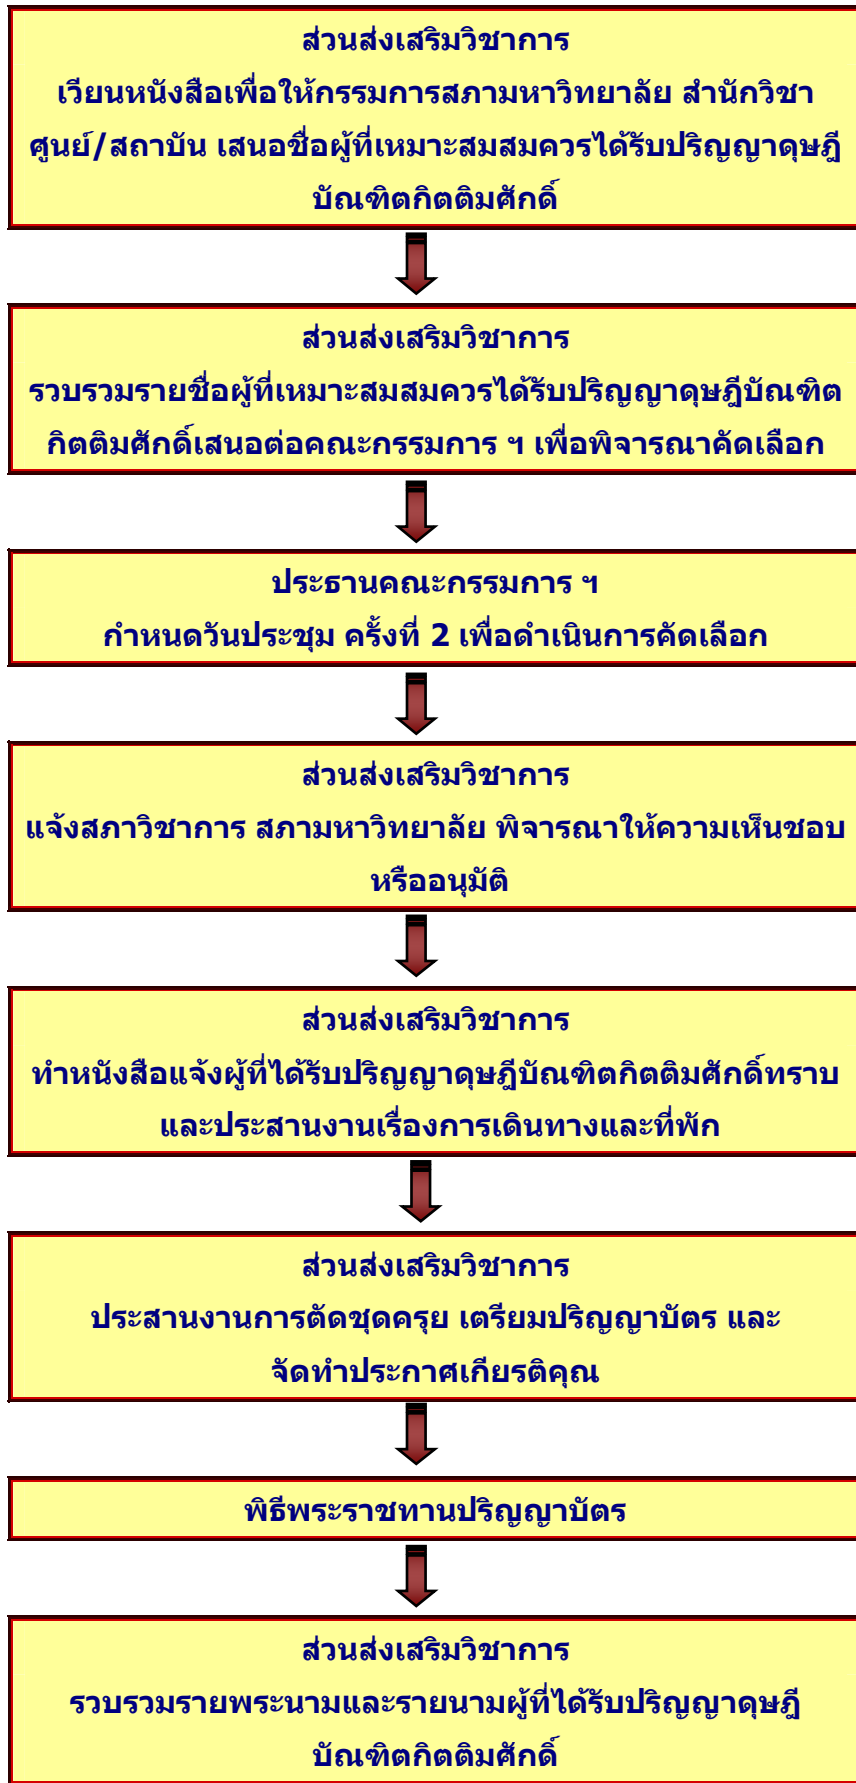 ส่วนส่งเสริมวิชาการ
เวียนหนังสือเพื่อให้กรรมการสภามหาวิทยาลัย สำนักวิชา
ศูนย์/สถาบัน เสนอชื่อผู้ที่เหมาะสมสมควรได้รับปริญญาดุษฎี
บัณฑิตกิตติมศักดิ์
ส่วนส่งเสริมวิชาการ
รวบรวมรายชื่อผู้ที่เหมาะสมสมควรได้รับปริญญาดุษฎีบัณฑิต
กิตติมศักดิ์เสนอต่อคณะกรรมการ ฯ เพื่อพิจารณาคัดเลือก
ประธานคณะกรรมการ ฯ
กำหนดวันประชุม ครั้งที่ 2 เพื่อดำเนินการคัดเลือก
ส่วนส่งเสริมวิชาการ
แจ้งสภาวิชาการ สภามหาวิทยาลัย พิจารณาให้ความเห็นชอบ
หรืออนุมัติ
ส่วนส่งเสริมวิชาการ
ทำหนังสือแจ้งผู้ที่ได้รับปริญญาดุษฎีบัณฑิตกิตติมศักดิ์ทราบ
และประสานงานเรื่องการเดินทางและที่พัก
ส่วนส่งเสริมวิชาการ
ประสานงานการตัดชุดครุย เตรียมปริญญาบัตร และ
จัดทำประกาศเกียรติคุณ
พิธีพระราชทานปริญญาบัตร
ส่วนส่งเสริมวิชาการ
รวบรวมรายพระนามและรายนามผู้ที่ได้รับปริญญาดุษฎี
บัณฑิตกิตติมศักดิ์